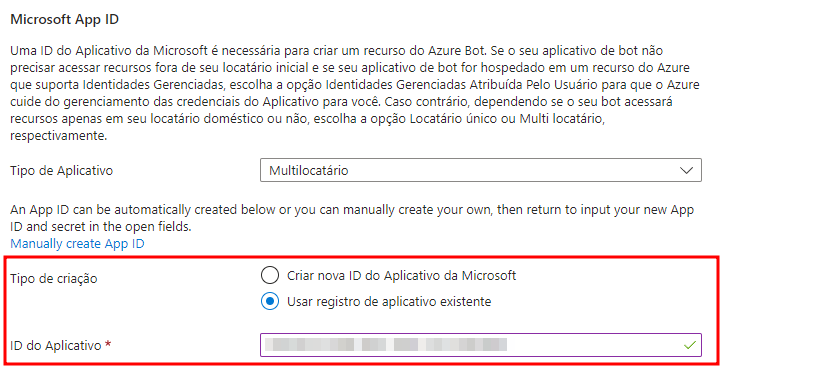 Microsoft App ID
Uma ID do Aplicativo da Microsoft é necessária para criar um recurso do Azure Bot. Se o seu aplicativo de bot não
precisar acessar recursos fora de seu locatário inicial e se seu aplicativo de bot for hospedado em um recurso do Azure
que suporta Identidades Gerenciadas, escolha a opção Identidades Gerenciadas Atribuída Pelo Usuário para que o Azure
cuide do gerenciamento das credenciais do Aplicativo para você. Caso contrário, dependendo se o seu bot acessará
recursos apenas em seu locatário doméstico ou não, escolha a opção Locatário único ou Multi locatário,
respectivamente.
Tipo de Aplicativo
Multilocatário
An App ID can be automatically created below or you can manually create your own, then return to input your new App
ID and secret in the open fields.
Manually create App ID
Tipo de criação
Criar nova ID do Aplicativo da Microsoft
Usar registro de aplicativo existente
ID do Aplicativo *